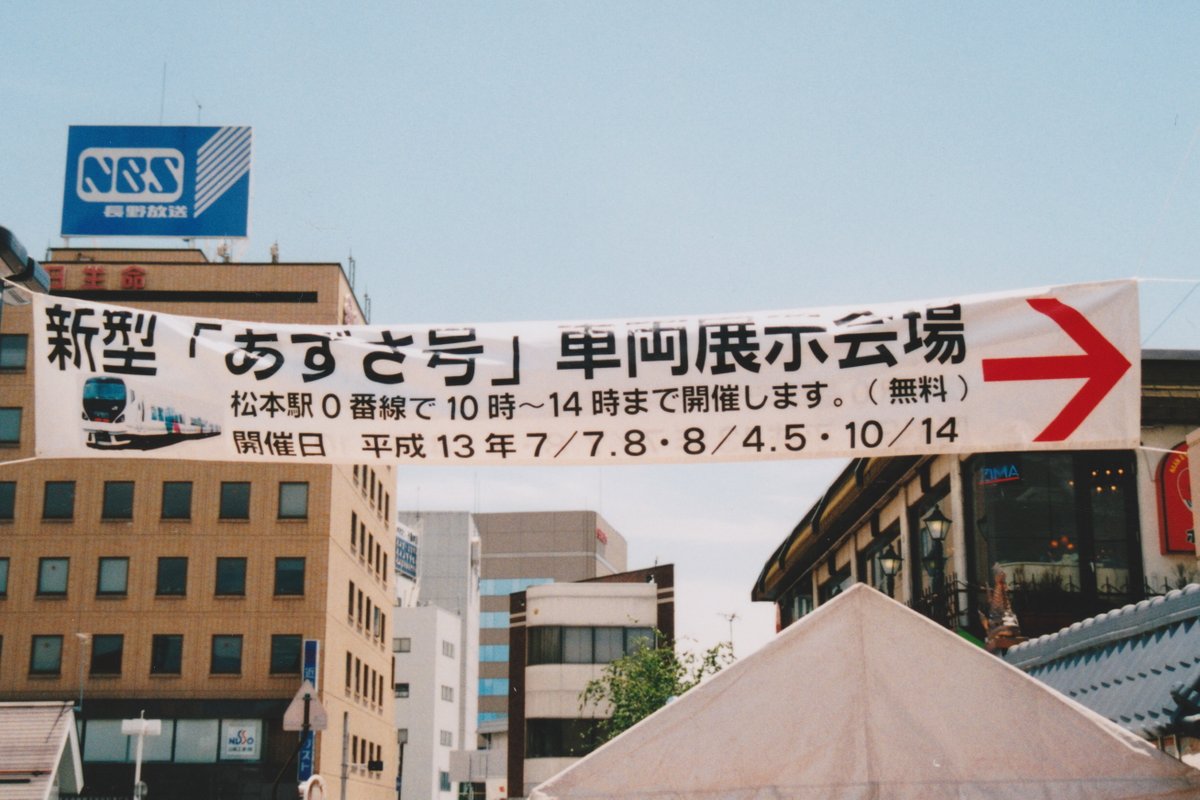 NBS
長野放送
日生命
新型「あずさ号」車両展示会場
松本駅0番線で10時～14時まで開催します。(無料)
開催日 平成13年7/7.8・8/4.5・10/14
ZIMA